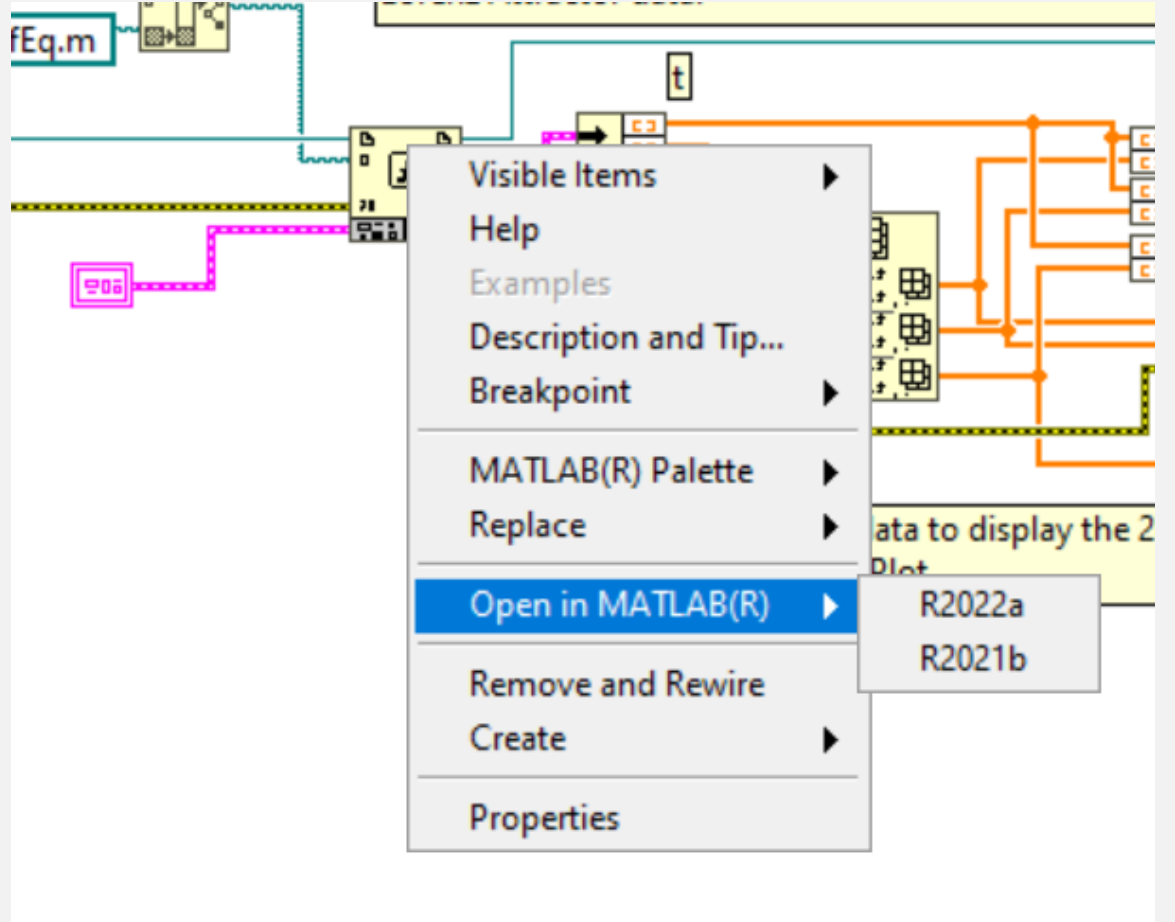 fEq.m
t
Visible Items
Help
Examples
Description and Tip...
Breakpoint
MATLAB(R) Palette
Replace
ata to display the 2
Plot
Open in MATLAB(R)
R2022a
R2021b
Remove and Rewire
Create
Properties